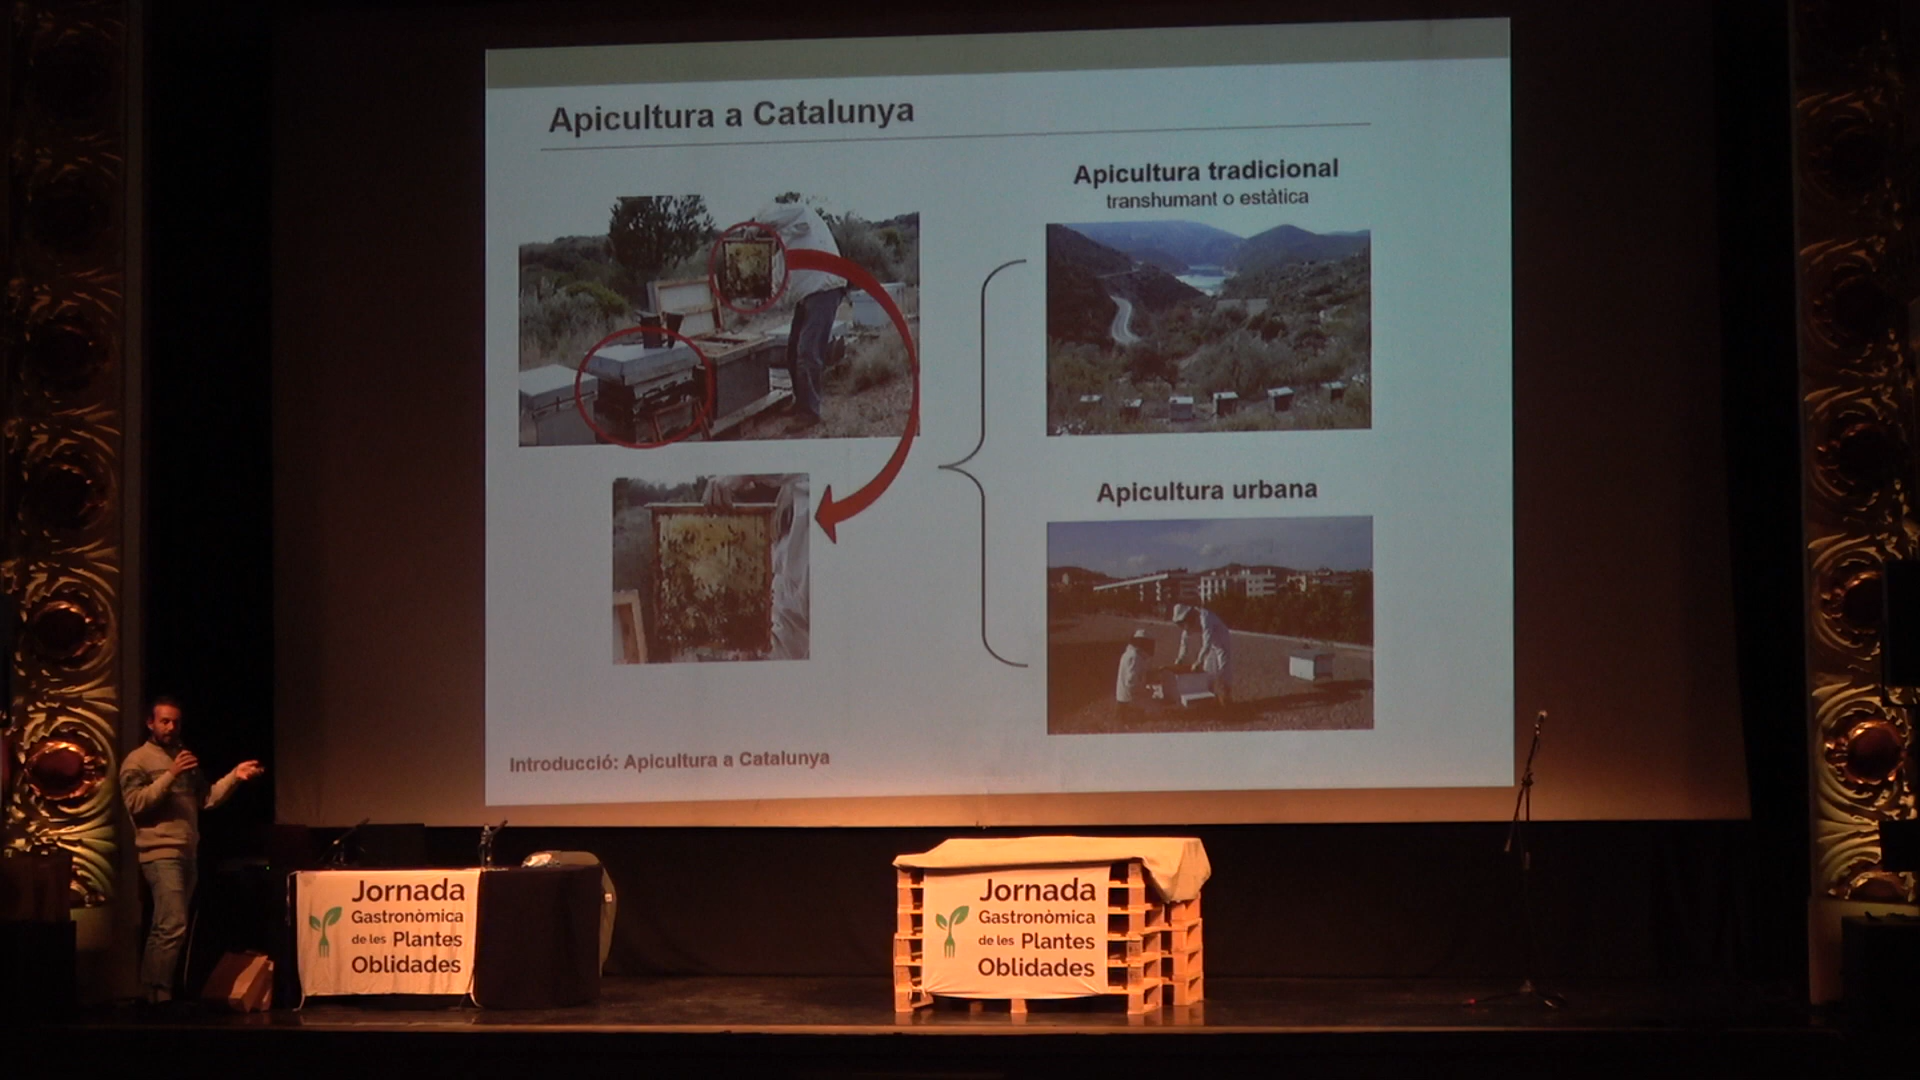 Apicultura a Catalunya
Apicultura tradicional
transhumant o estàtica
Apicultura urbana
Introducció: Apicultura a Catalunya
Jornada
Gastronòmica
de les Plantes
Oblidades
Jornada
Gastronòmica
de les Plantes
Oblidades